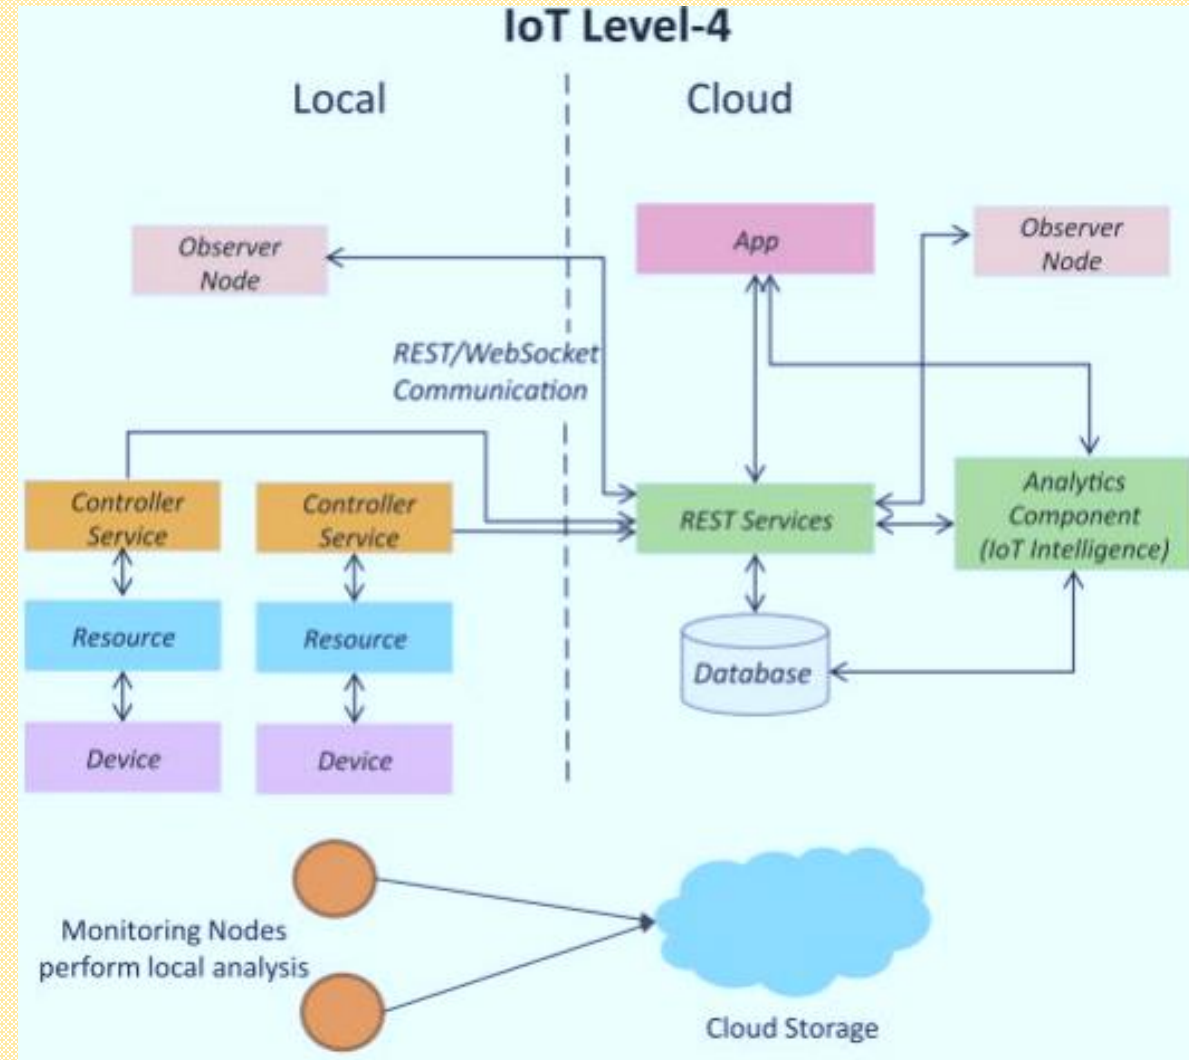 IoT Level-4
Local
Cloud
Observer
Node
App
Observer
Node
REST/WebSocket
Communication
Controller
Service
Controller
Service
REST Services
Analytics
Component
(IoT Intelligence)
Resource
Resource
Database
Device
Device
Monitoring Nodes
perform local analysis
Cloud Storage